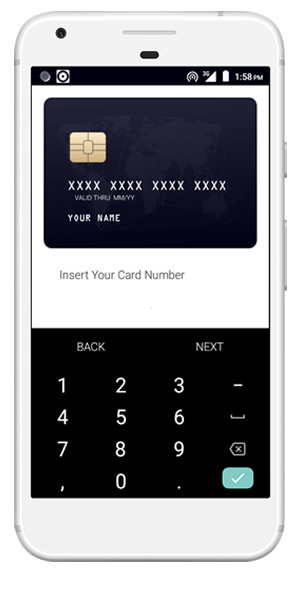 3G 1:58 PM
XXXX XXXX XXXX XXXX
VALID THRU MM/YY
YOUR NAME
Insert Your Card Number
BACK NEXT
1 2 3 -
4 5 6
7 8 9
, 0 .